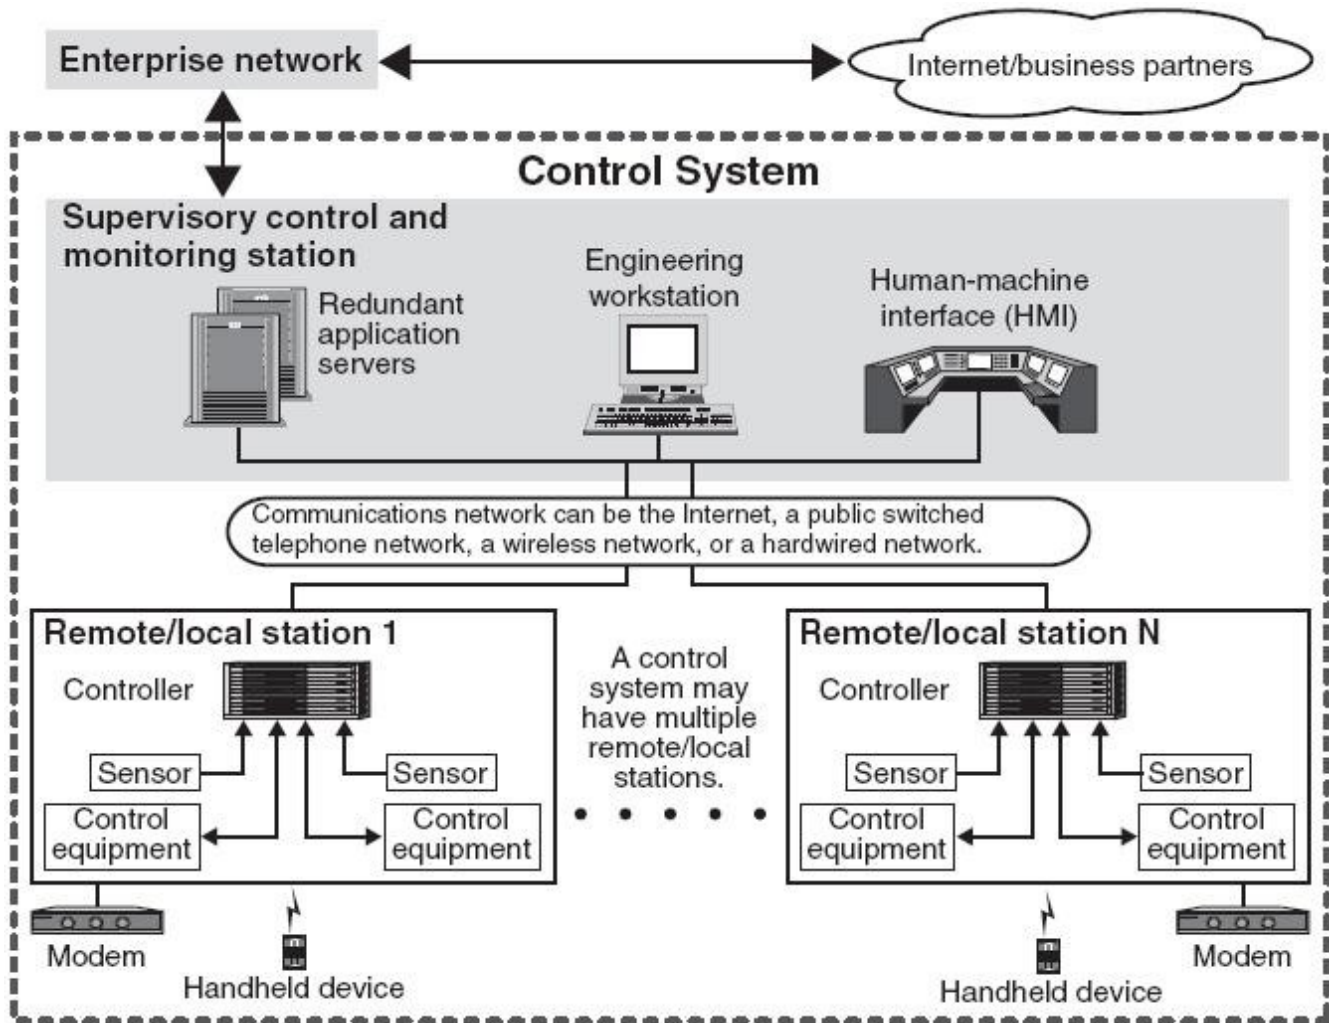 Enterprise network
Internet/business partners
Control System
Supervisory control and
monitoring station
Redundant
application
servers
Engineering
workstation
Human-machine
interface (HMI)
Communications network can be the Internet, a public switched
telephone network, a wireless network, or a hardwired network.
Remote/local station 1
Controller
Sensor
Sensor
Control
equipment
Control
equipment
Modem
Handheld device
A control
system may
have multiple
remote/local
stations.
Remote/local station N
Controller
Sensor
Sensor
Control
equipment
Control
equipment
Handheld device
Modem